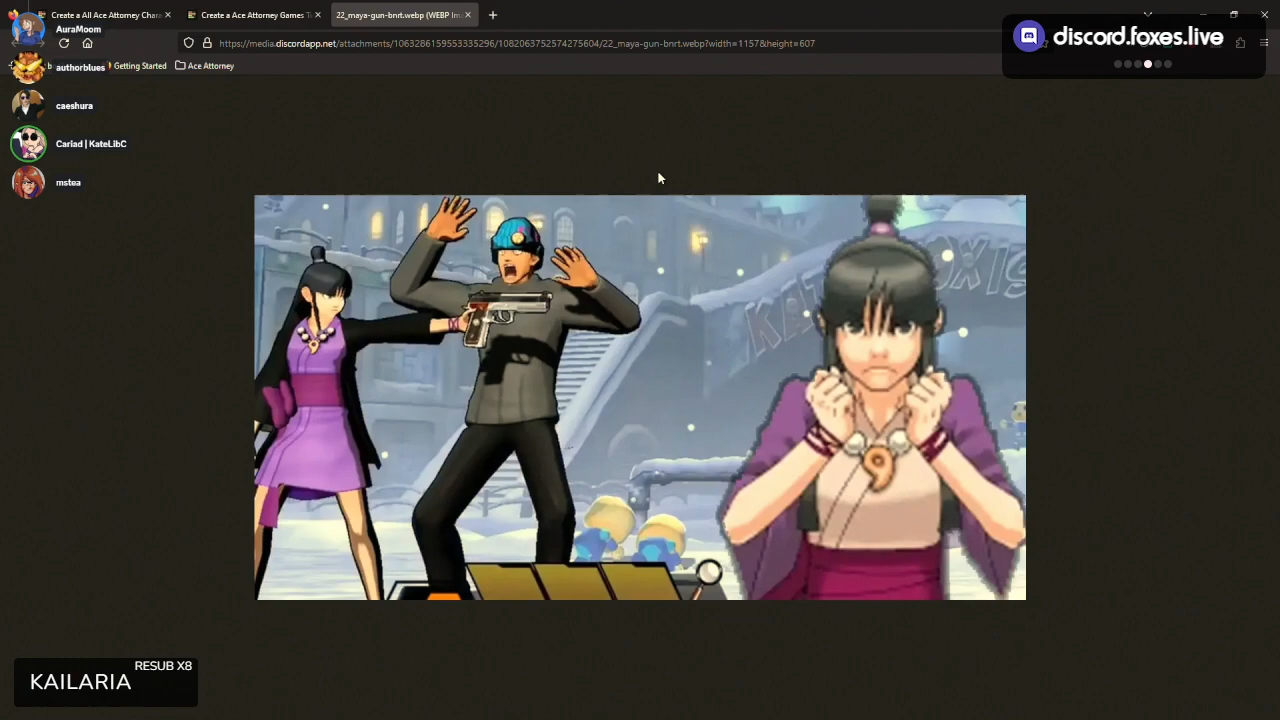 Create a All Ace Attorney Chara
Create a Ace Attorney Games Ti
22_maya-gun-bnrt.webp (WEBP Im
https://media.discordapp.net/attachments/1063286159553335296/1082063752574275604/22_maya-gun-bnrt.webp?width=1157&height=607
Getting Started
Ace Attorney
discord.foxes.live
AuraMoom
authorblues
caeshura
Cariad | KateLibC
mstea
RESUB X8
KAILARIA